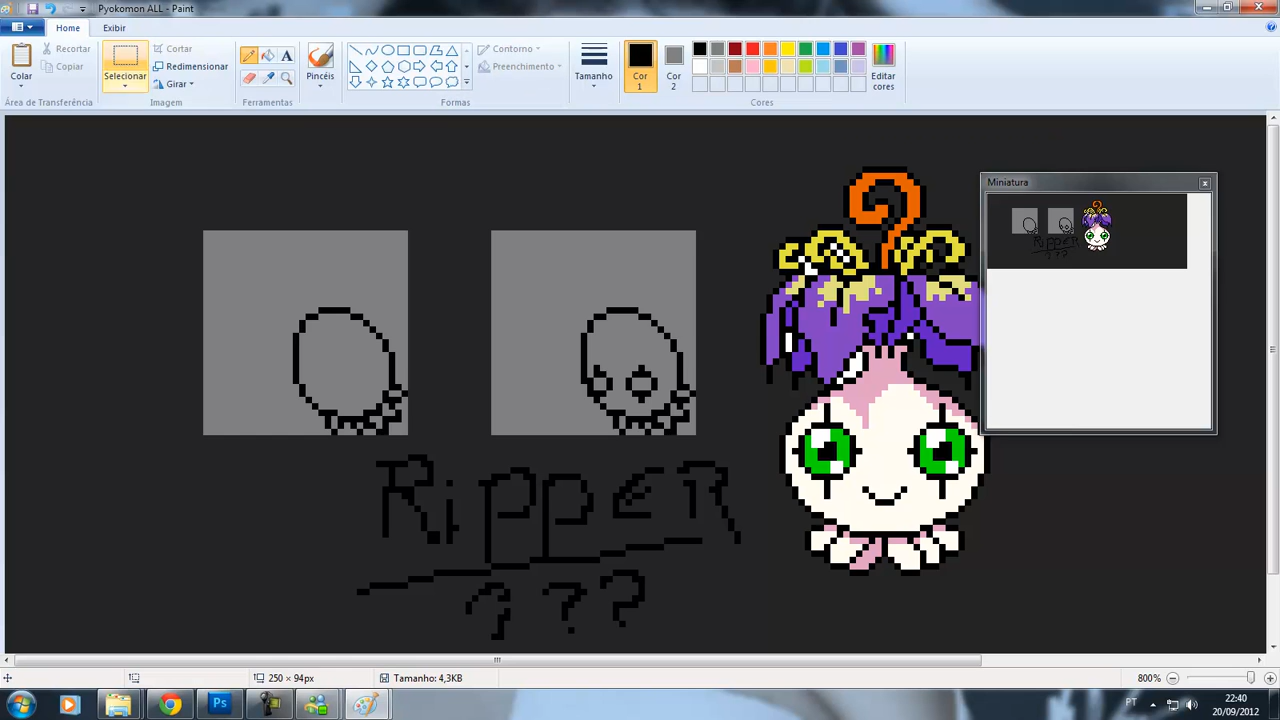 Pyokomon ALL - Paint
Home Exibir
Colar
Recortar
Copiar
Área de Transferência
Selecionar
Cortar
Redimensionar
Girar
Imagem
A
Ferramentas
Pincéis
Contorno
Preenchimento
Formas
Tamanho
Cor
1
Cor
2
Editar
cores
Cores
Miniatura
RiPPER
???
RiPPER
???
250 × 94px
Tamanho: 4,3KB
800%
Ps
PT
22:40
20/09/2012